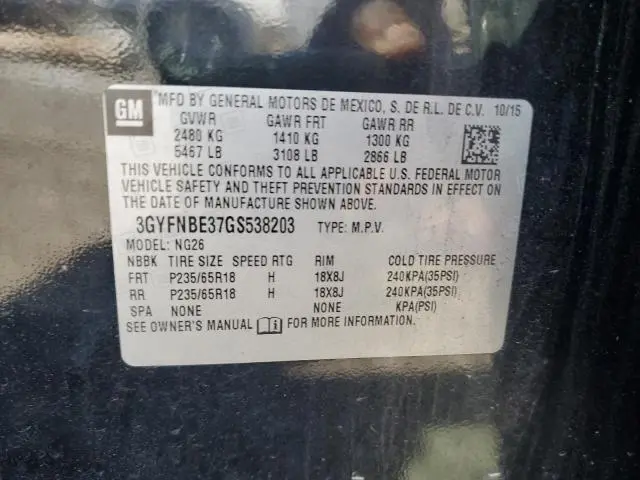 GM
MFD BY GENERAL MOTORS DE MEXICO, S. DE R.L. DE C.V. 10/15
GVWR GAWR FRT GAWR RR
2480 KG 1410 KG 1300 KG
5467 LB 3108 LB 2866 LB
THIS VEHICLE CONFORMS TO ALL APPLICABLE U.S. FEDERAL MOTOR
VEHICLE SAFETY AND THEFT PREVENTION STANDARDS IN EFFECT ON
THE DATE OF MANUFACTURE SHOWN ABOVE.
3GYFNBE37GS538203 TYPE: M.P.V.
MODEL: NG26
NBBK TIRE SIZE SPEED RTG RIM COLD TIRE PRESSURE
FRT P235/65R18 H 18X8J 240KPA(35PSI)
RR P235/65R18 H 18X8J 240KPA(35PSI)
SPA NONE NONE KPA(PSI)
SEE OWNER'S MANUAL FOR MORE INFORMATION.